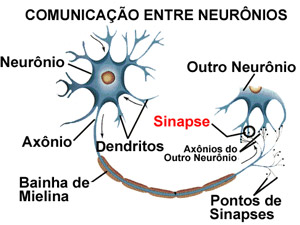 COMUNICAÇÃO ENTRE NEURÔNIOS
Neurônio
Outro Neurônio
Sinapse
Axônio
Dendritos
Axônios do
Outro Neurônio
Bainha de
Mielina
Pontos de
Sinapses